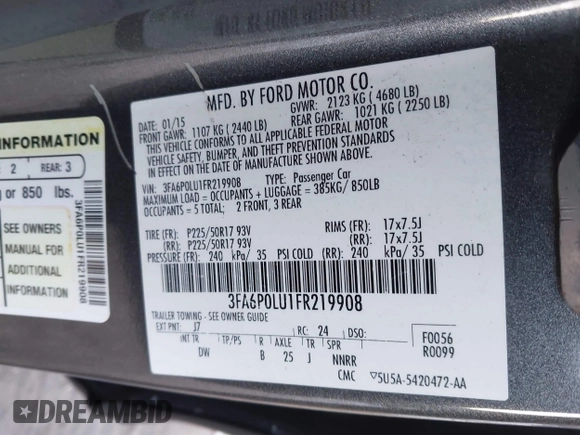 MFD. BY FORD MOTOR CO.
DATE: 01/15 GVWR: 2123 KG ( 4680 LB)
FRONT GAWR: 1107 KG ( 2440 LB) REAR GAWR: 1021 KG ( 2250 LB)
THIS VEHICLE CONFORMS TO ALL APPLICABLE FEDERAL MOTOR
VEHICLE SAFETY, BUMPER, AND THEFT PREVENTION STANDARDS
IN EFFECT ON THE DATE OF MANUFACTURE SHOWN ABOVE.
VIN: 3FA6P0LU1FR219908 TYPE: Passenger Car
MAXIMUM LOAD = OCCUPANTS + LUGGAGE = 385KG/ 850LB
OCCUPANTS = 5 TOTAL; 2 FRONT, 3 REAR
TIRE (FR): P225/50R17 93V RIMS (FR): 17x7.5J
(RR): P225/50R17 93V (RR): 17x7.5J
PRESSURE (FR): 240 kPa/ 35 PSI COLD (RR): 240 kPa/ 35 PSI COLD
3FA6P0LU1FR219908
TRAILER TOWING - SEE OWNER GUIDE
EXT PNT: J7 RC: 24 DSO: F0056
INT TR TP/PS R AXLE TR SPR R0099
DW B 25 J NNRR
CMC 5U5A-5420472-AA
INFORMATION
2 REAR: 3
or 850 lbs.
SEE OWNERS
MANUAL FOR
ADDITIONAL
INFORMATION
3FA6P0LU1FR219908
DREAMBID